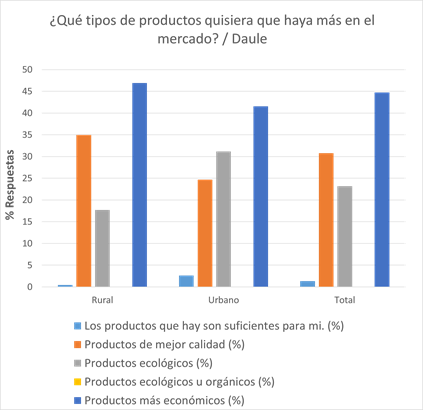 ¿Qué tipos de productos quisiera que haya más en el
mercado? / Daule
% Respuestas
50
45
40
35
30
25
20
15
10
5
0
Rural Urbano Total
Los productos que hay son suficientes para mi. (%)
Productos de mejor calidad (%)
Productos ecológicos (%)
Productos ecológicos u orgánicos (%)
Productos más económicos (%)